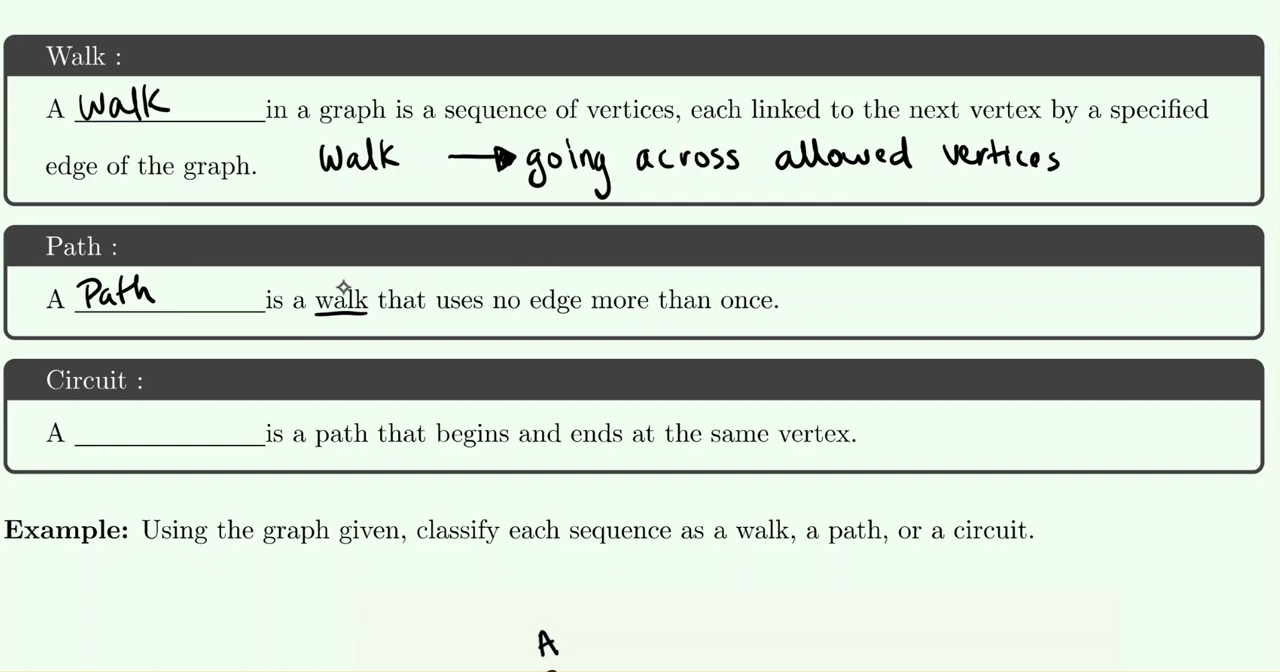 Walk :
A Walk in a graph is a sequence of vertices, each linked to the next vertex by a specified
edge of the graph. Walk → going across allowed vertices
Path :
A Path is a walk that uses no edge more than once.
Circuit :
A ____________ is a path that begins and ends at the same vertex.
Example: Using the graph given, classify each sequence as a walk, a path, or a circuit.
A